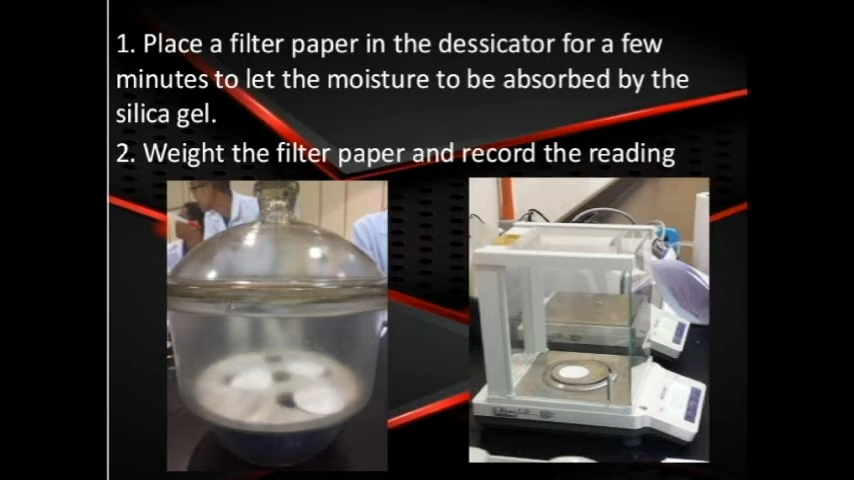 1. Place a filter paper in the dessicator for a few
minutes to let the moisture to be absorbed by the
silica gel.
2. Weight the filter paper and record the reading